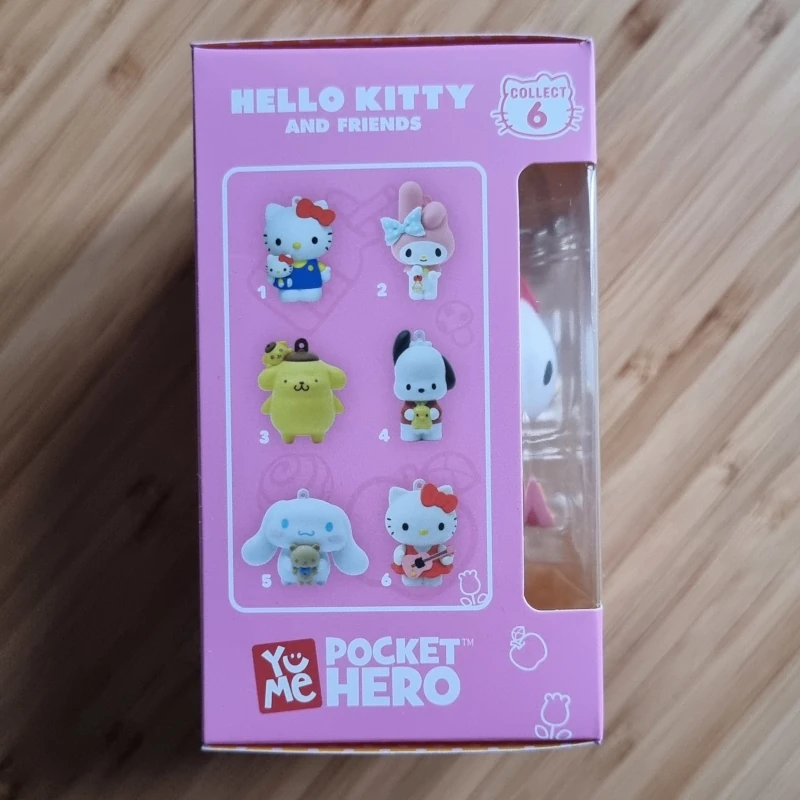 HELLO KITTY
AND FRIENDS
COLLECT
6
1
2
3
4
5
6
YuMe
POCKET™
HERO